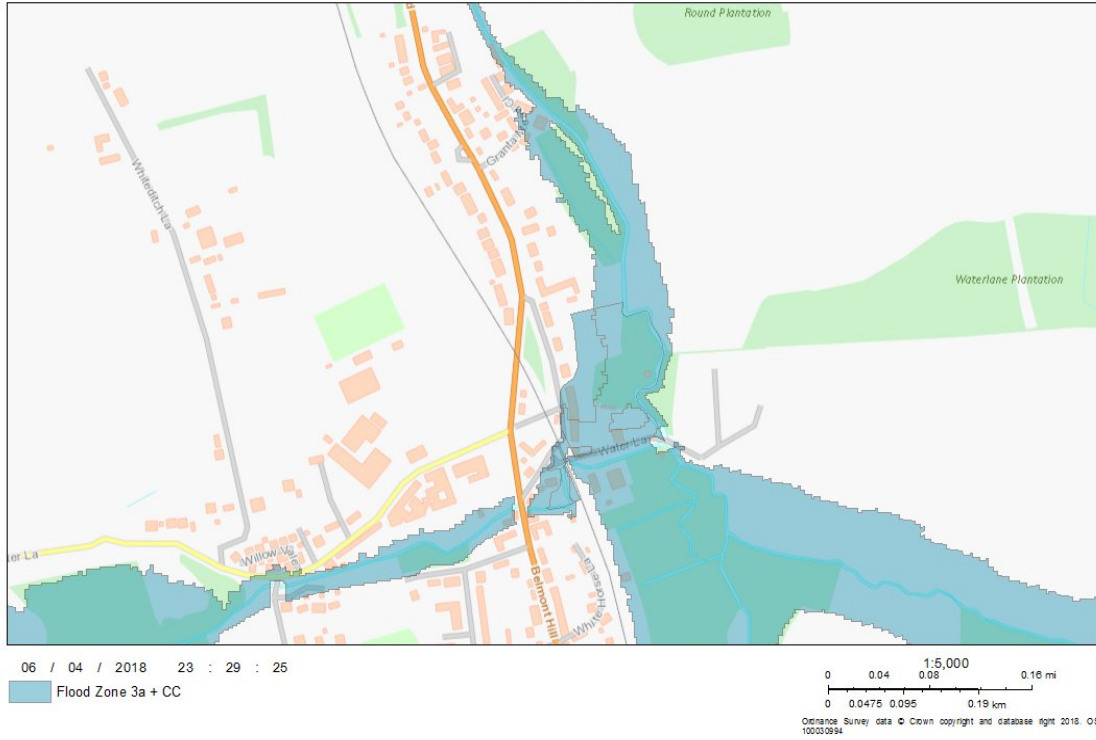 Round Plantation
Whiteditch La
Waterlane Plantation
Water La
Willow V
ter La
Belmont Hill
White Horse La
06 / 04 / 2018 23 : 29 : 25
Flood Zone 3a + CC
1:5,000
0 0.04 0.08 0.16 mi
0 0.0475 0.095 0.19 km
Ordnance Survey data © Crown copyright and database right 2018. OS
100030994